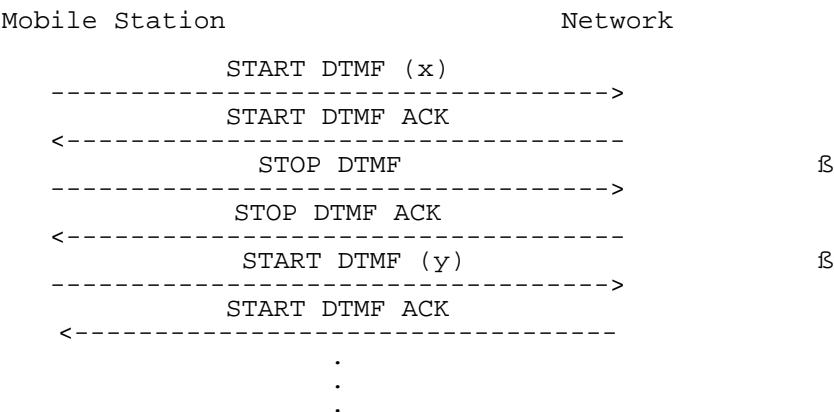 Mobile Station Network
START DTMF (x)
----------------------------------->
START DTMF ACK
<-----------------------------------
STOP DTMF ß
----------------------------------->
STOP DTMF ACK
<-----------------------------------
START DTMF (y) ß
----------------------------------->
START DTMF ACK
<----------------------------------
.
.
.